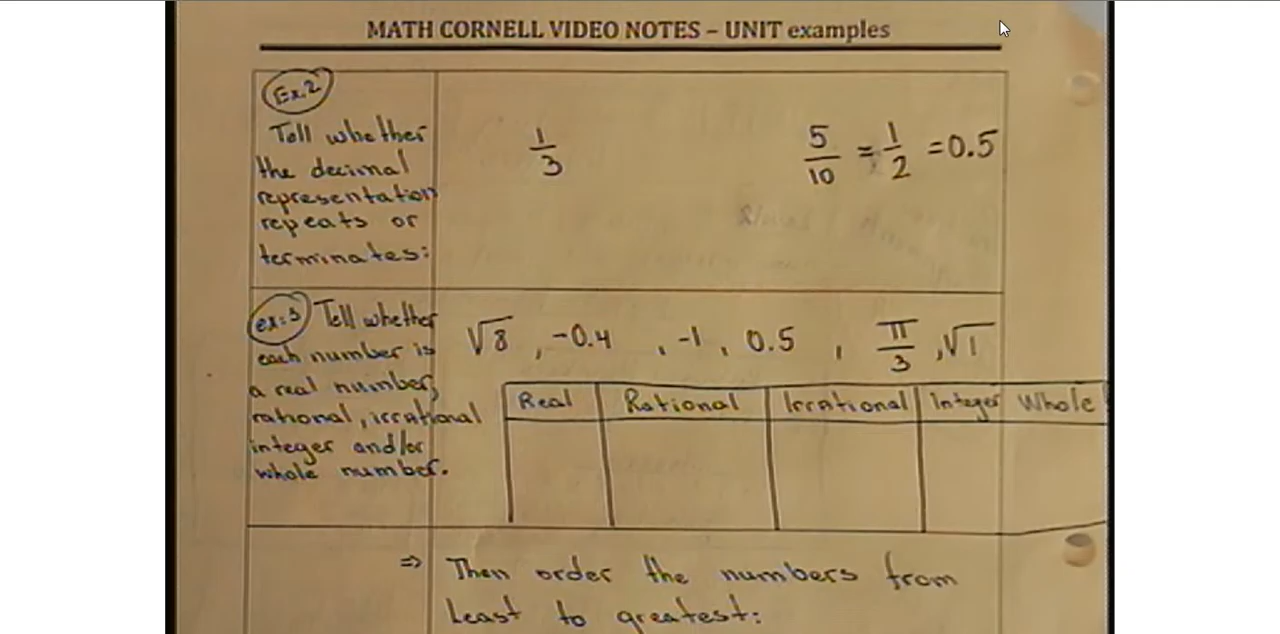 MATH CORNELL VIDEO NOTES – UNIT examples
Ex.2
Tell whether
the decimal
representation
repeats or
terminates:
1/3
5/10 = 1/2 = 0.5
ex:3 Tell whether
each number is
a real number,
rational, irrational
integer and/or
whole number.
√8 , -0.4 , -1 , 0.5 , π/3 , √1
Real Rational Irrational Integer Whole
⇒ Then order the numbers from
Least to greatest: